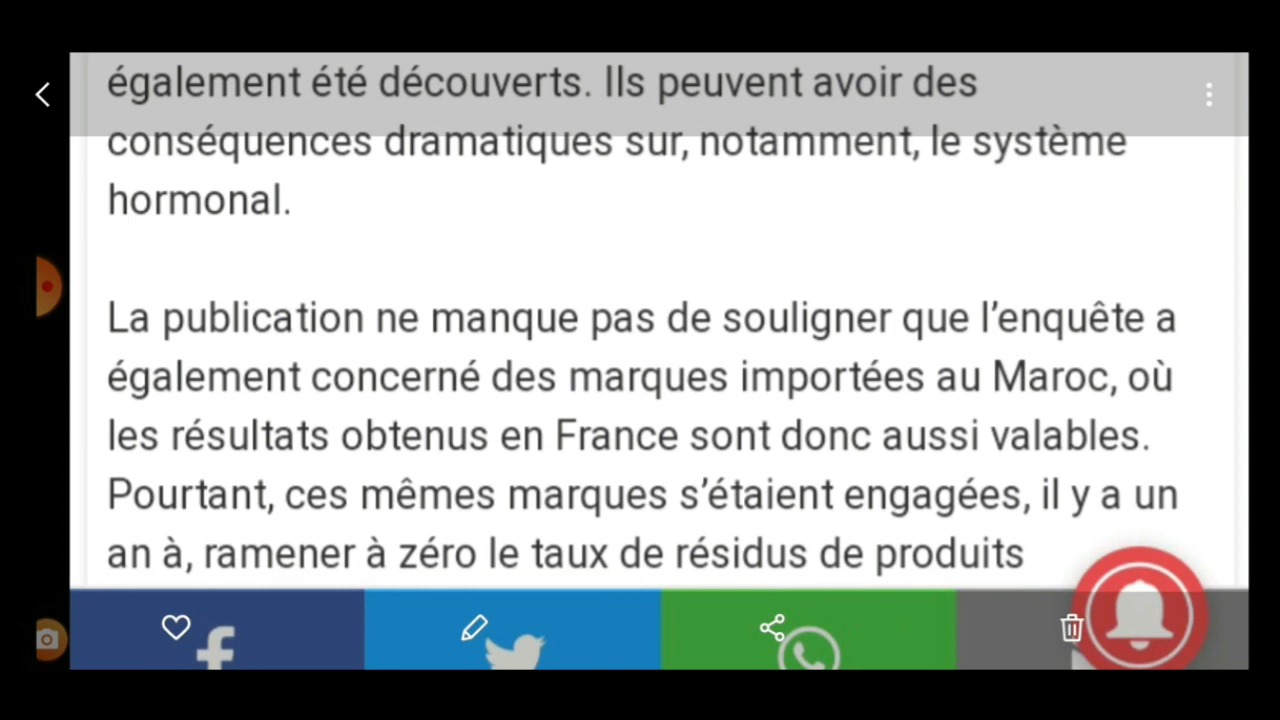 également été découverts. Ils peuvent avoir des
conséquences dramatiques sur, notamment, le système
hormonal.
La publication ne manque pas de souligner que l’enquête a
également concerné des marques importées au Maroc, où
les résultats obtenus en France sont donc aussi valables.
Pourtant, ces mêmes marques s’étaient engagées, il y a un
an à, ramener à zéro le taux de résidus de produits